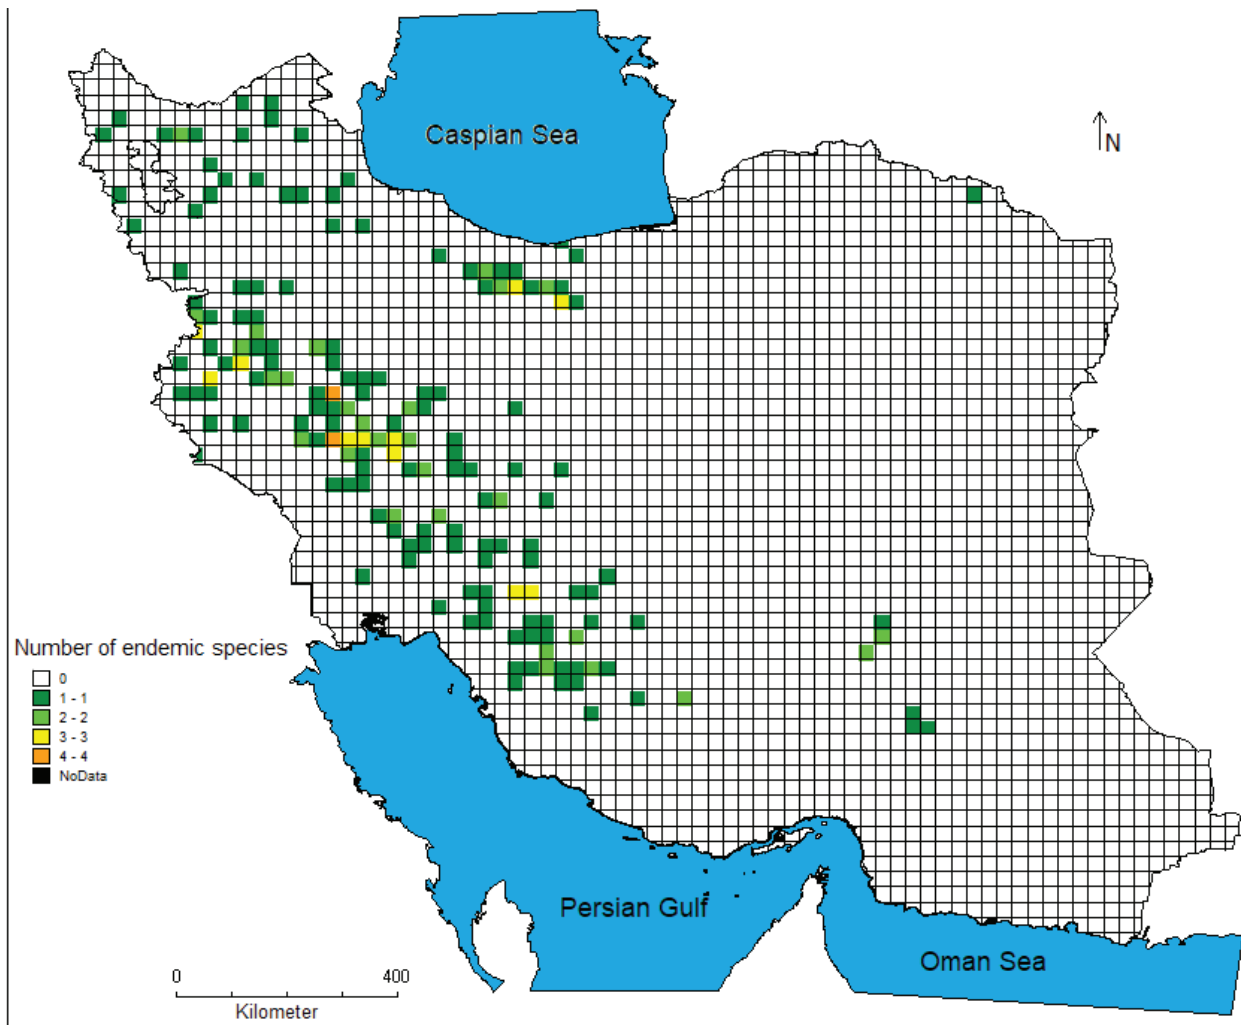 Caspian Sea
N
Number of endemic species
0
1 - 1
2 - 2
3 - 3
4 - 4
NoData
Persian Gulf
Oman Sea
0 400
Kilometer